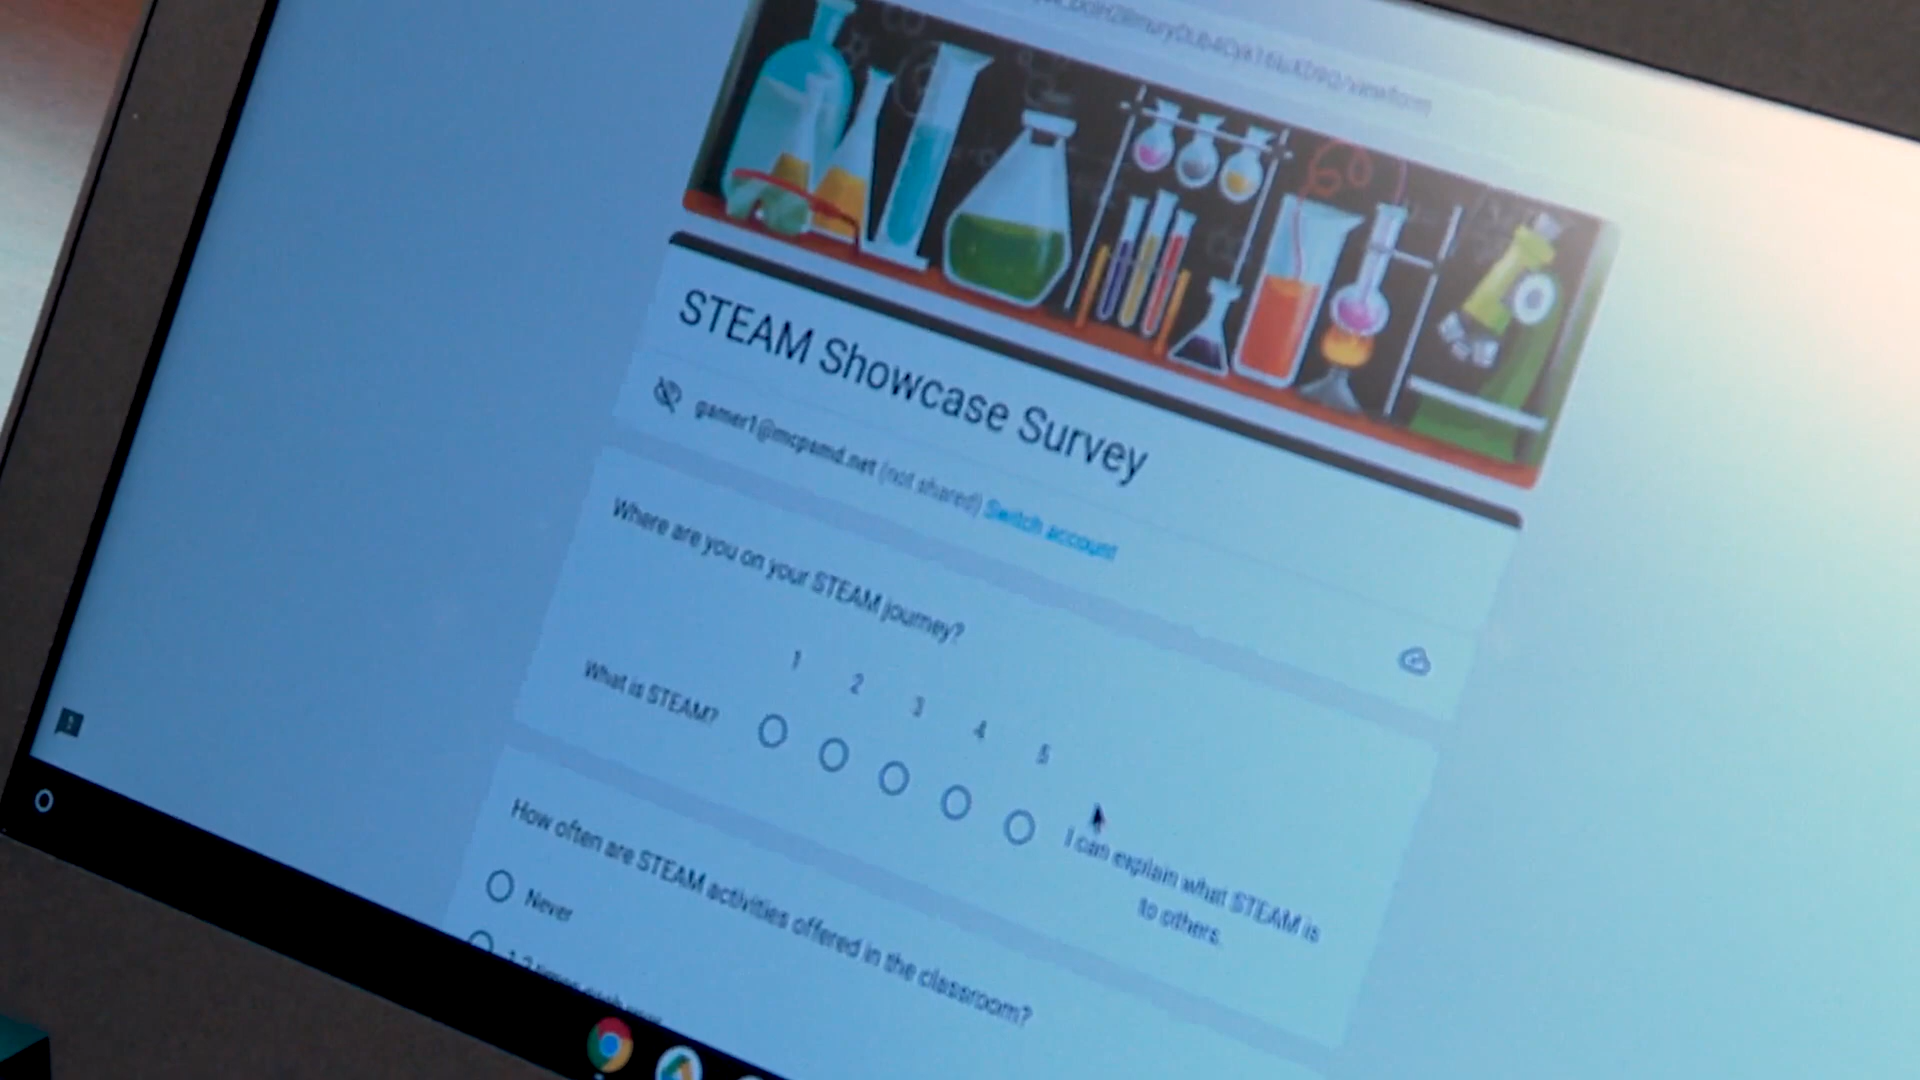 STEAM Showcase Survey
gamer1@mcpsmd.net (not shared) Switch account
Where are you on your STEAM journey?
1 2 3 4 5
What is STEAM?
I can explain what STEAM is
to others.
How often are STEAM activities offered in the classroom?
Never